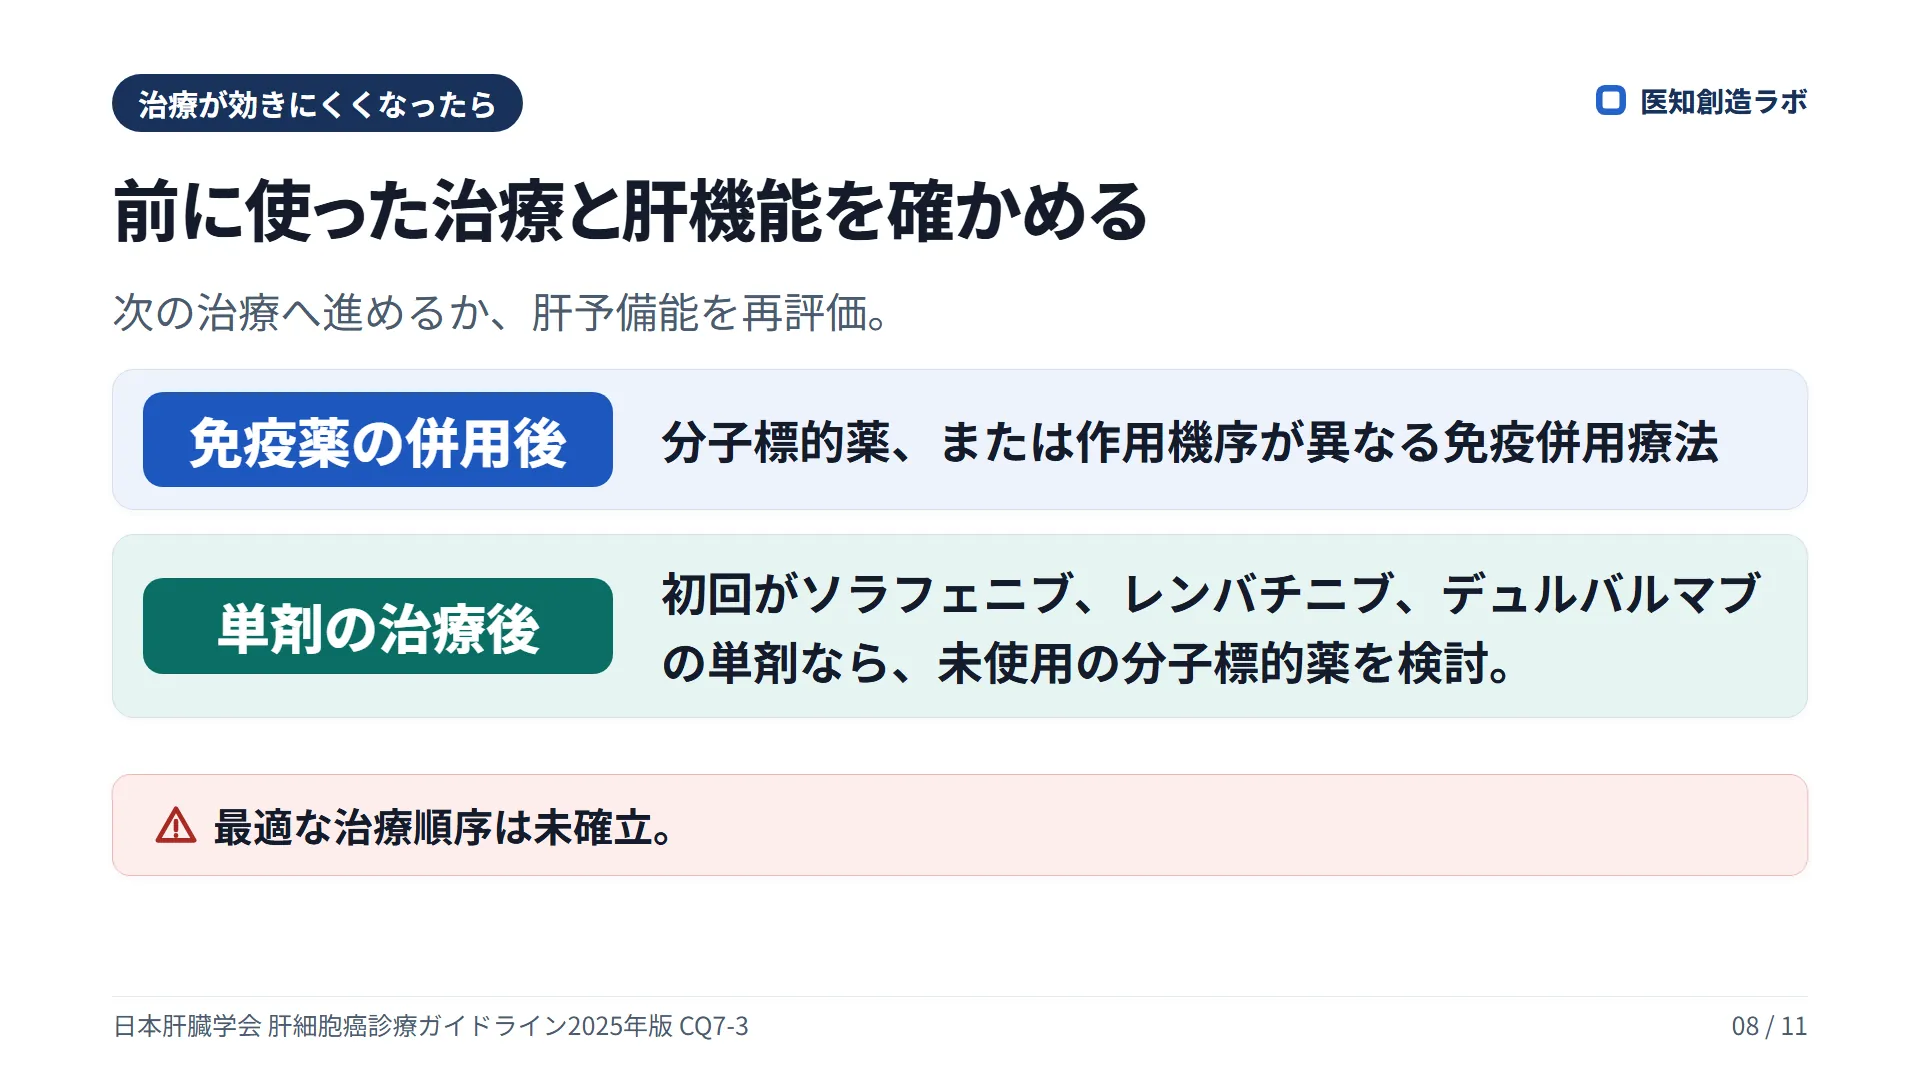 治療が効きにくくなったら
医知創造ラボ
前に使った治療と肝機能を確かめる
次の治療へ進めるか、肝予備能を再評価。
免疫薬の併用後
分子標的薬、または作用機序が異なる免疫併用療法
単剤の治療後
初回がソラフェニブ、レンバチニブ、デュルバルマブ
の単剤なら、未使用の分子標的薬を検討。
最適な治療順序は未確立。
日本肝臓学会 肝細胞癌診療ガイドライン2025年版 CQ7-3
08 / 11